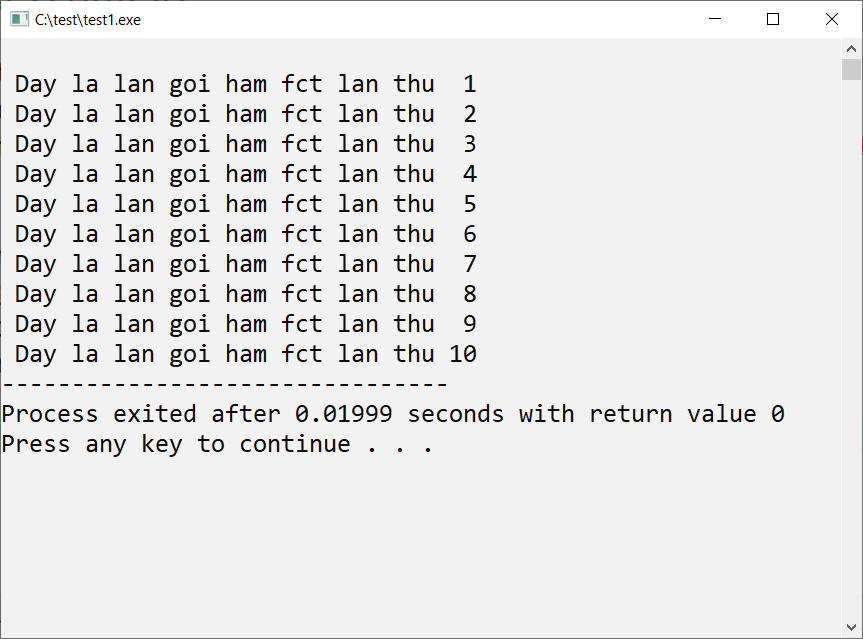 C:\test\test1.exe
Day la lan goi ham fct lan thu  1
Day la lan goi ham fct lan thu  2
Day la lan goi ham fct lan thu  3
Day la lan goi ham fct lan thu  4
Day la lan goi ham fct lan thu  5
Day la lan goi ham fct lan thu  6
Day la lan goi ham fct lan thu  7
Day la lan goi ham fct lan thu  8
Day la lan goi ham fct lan thu  9
Day la lan goi ham fct lan thu 10
--------------------------------
Process exited after 0.01999 seconds with return value 0
Press any key to continue . . .